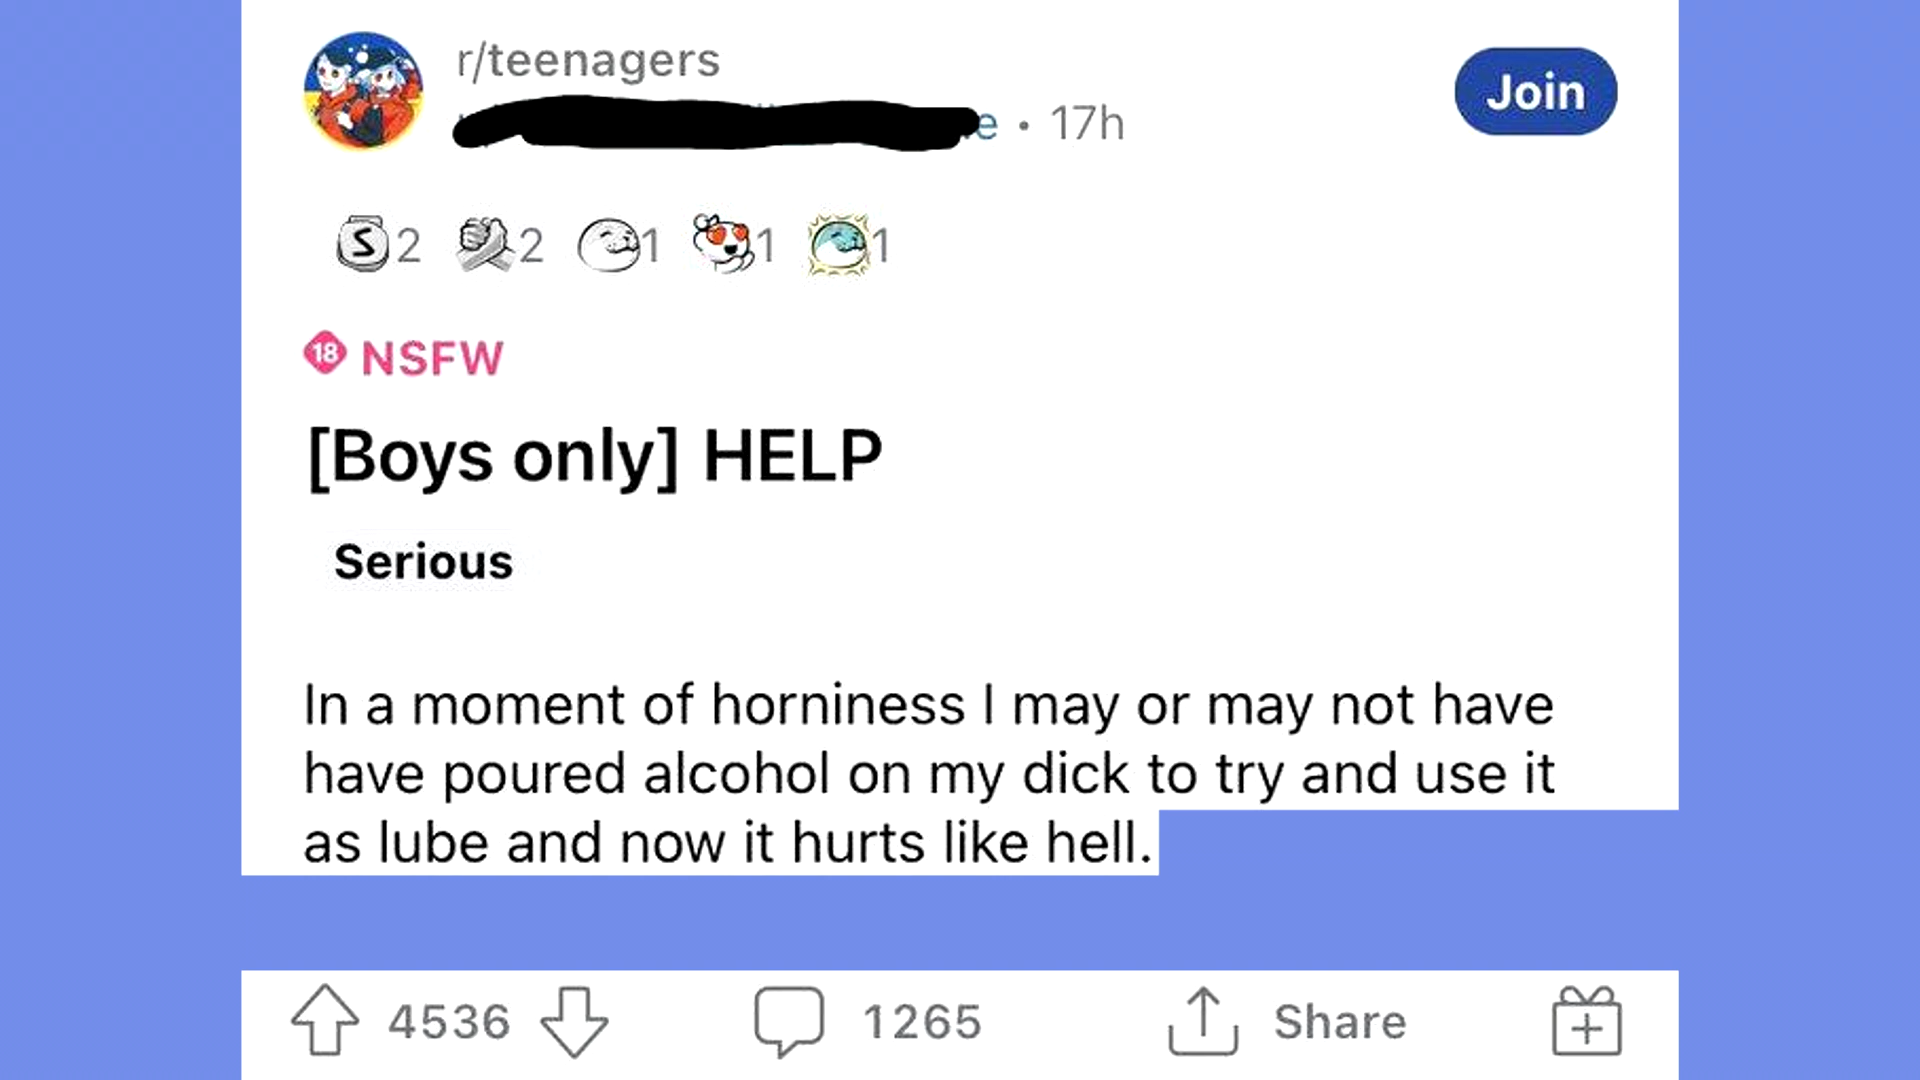 r/teenagers
e • 17h
Join
S 2 2 1 1 1
18 NSFW
[Boys only] HELP
Serious
In a moment of horniness I may or may not have
have poured alcohol on my dick to try and use it
as lube and now it hurts like hell.
4536 1265 Share